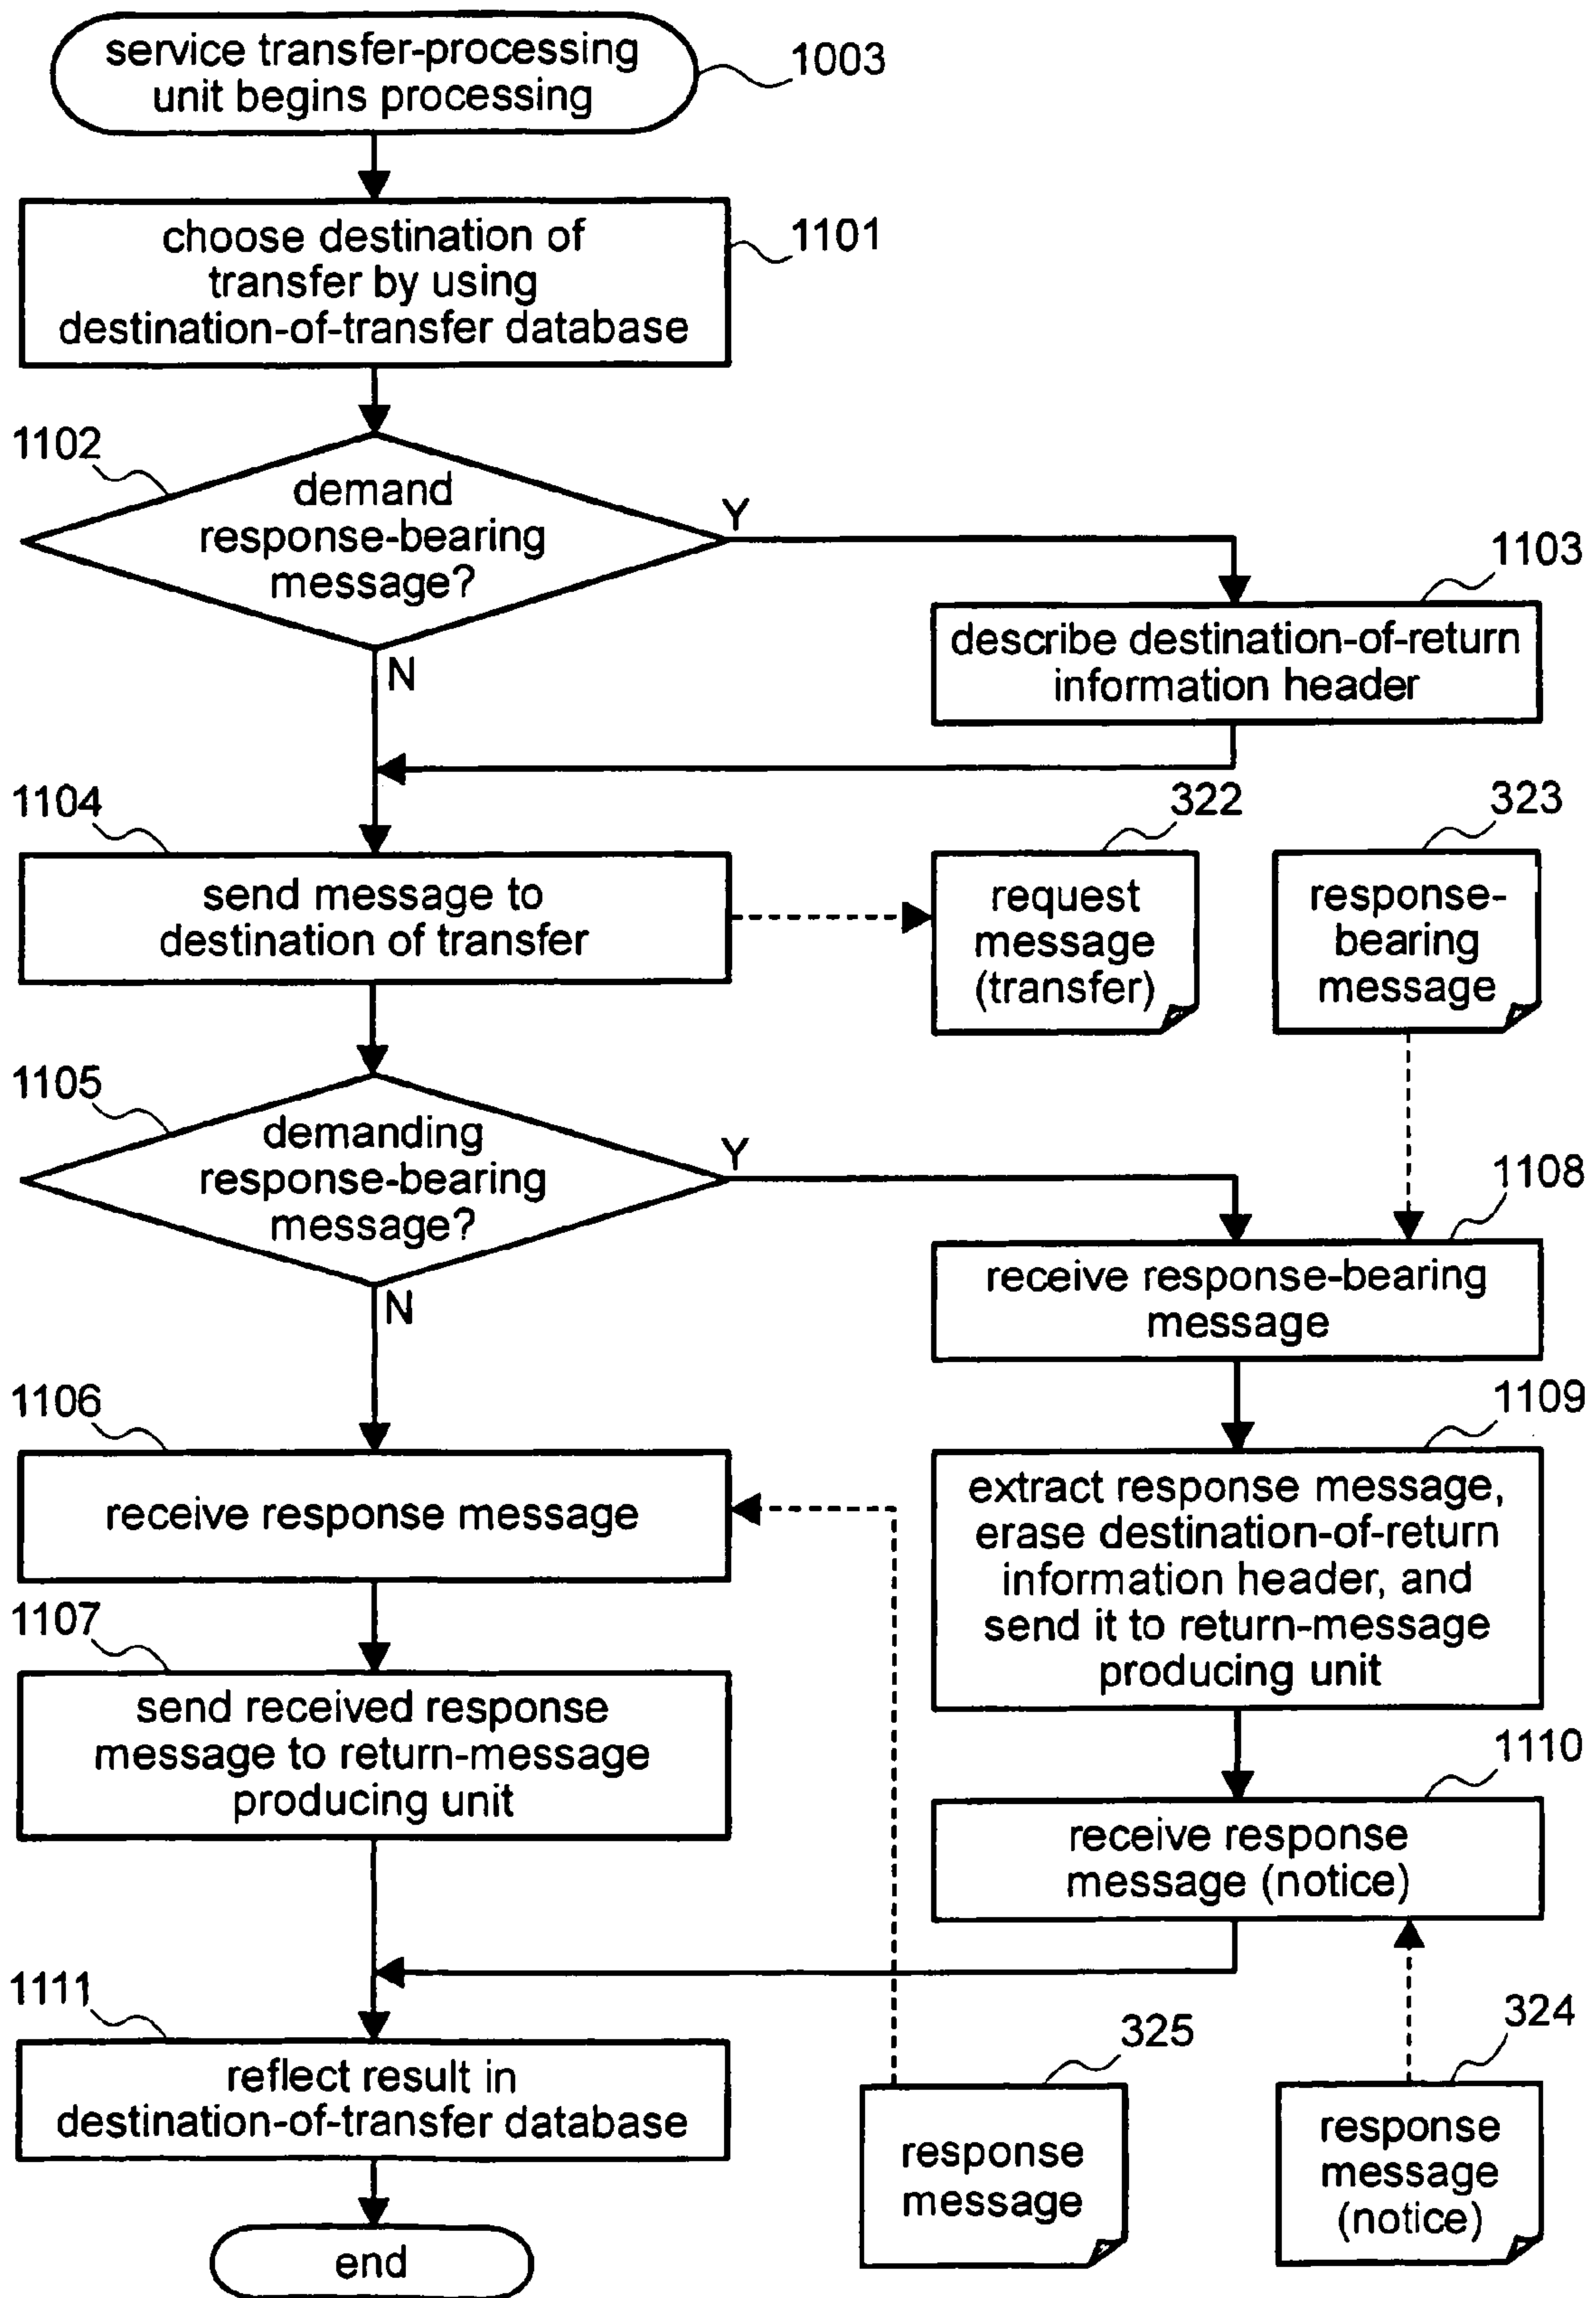 service transfer-processing
unit begins processing
1003
choose destination of
transfer by using
destination-of-transfer database
1101
1102
demand
response-bearing
message?
Y
N
1103
describe destination-of-return
information header
1104
send message to
destination of transfer
322
request
message
(transfer)
323
response-
bearing
message
1105
demanding
response-bearing
message?
Y
N
1108
receive response-bearing
message
1106
receive response message
1109
extract response message,
erase destination-of-return
information header, and
send it to return-message
producing unit
1107
send received response
message to return-message
producing unit
1110
receive response
message (notice)
1111
reflect result in
destination-of-transfer database
325
response
message
324
response
message
(notice)
end